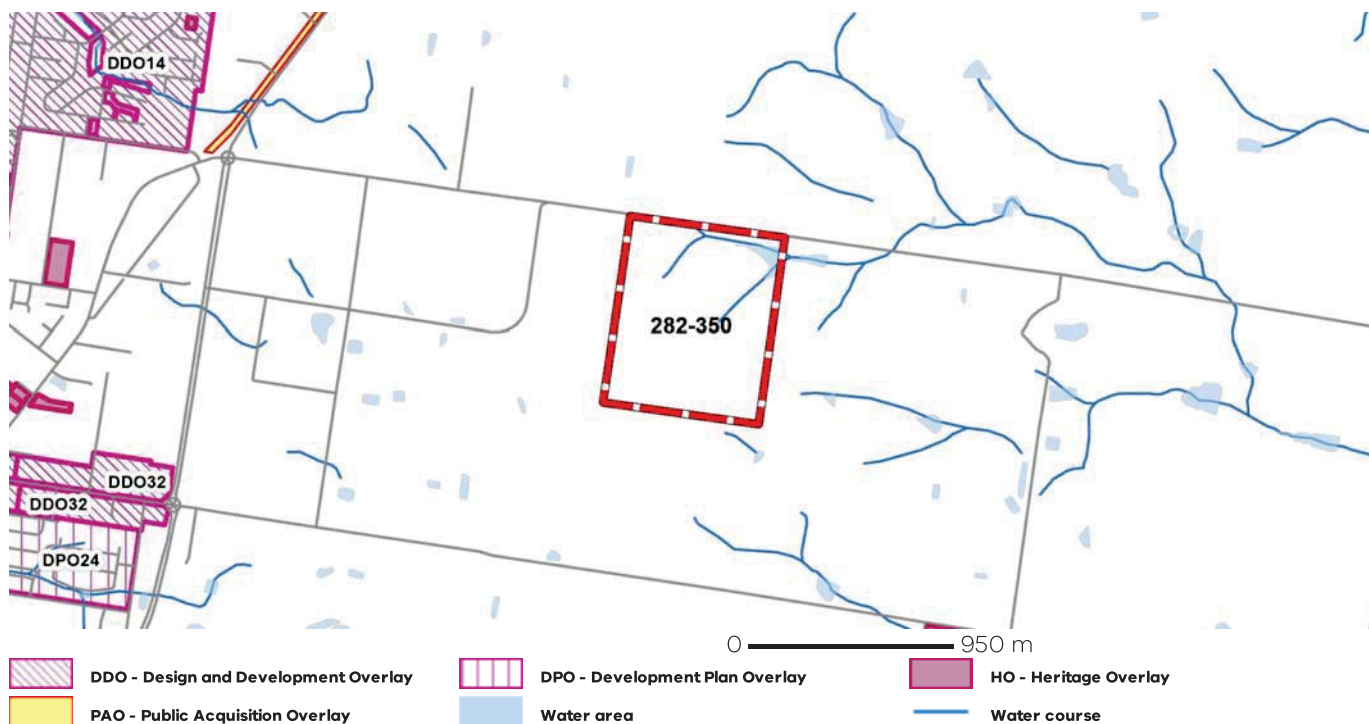 DDO14
282-350
DDO32
DDO32
DPO24
0 950 m
DDO - Design and Development Overlay
DPO - Development Plan Overlay
HO - Heritage Overlay
PAO - Public Acquisition Overlay
Water area
Water course